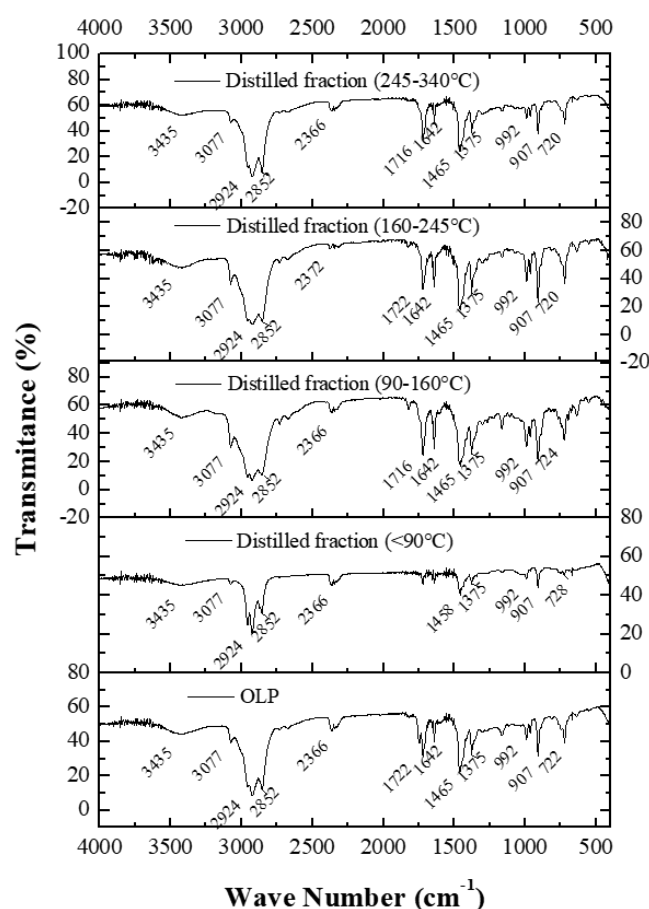 4000 3500 3000 2500 2000 1500 1000 500
100
80
60
40
20
0
-20
Distilled fraction (245-340°C)
3435 3077 2924 2852 2366 1716 1642 1465 1375 992 907 720
80
60
40
20
0
-20
Distilled fraction (160-245°C)
3435 3077 2924 2852 2372 1722 1642 1465 1375 992 907 720
80
60
40
20
0
-20
Distilled fraction (90-160°C)
3435 3077 2924 2852 2366 1716 1642 1465 1375 992 907 724
80
60
40
20
0
Distilled fraction (<90°C)
3435 3077 2924 2852 2366 1458 1375 992 907 728
80
60
40
20
0
OLP
3435 3077 2924 2852 2366 1722 1642 1465 1375 992 907 722
4000 3500 3000 2500 2000 1500 1000 500
Transmitance (%)
Wave Number (cm⁻¹)